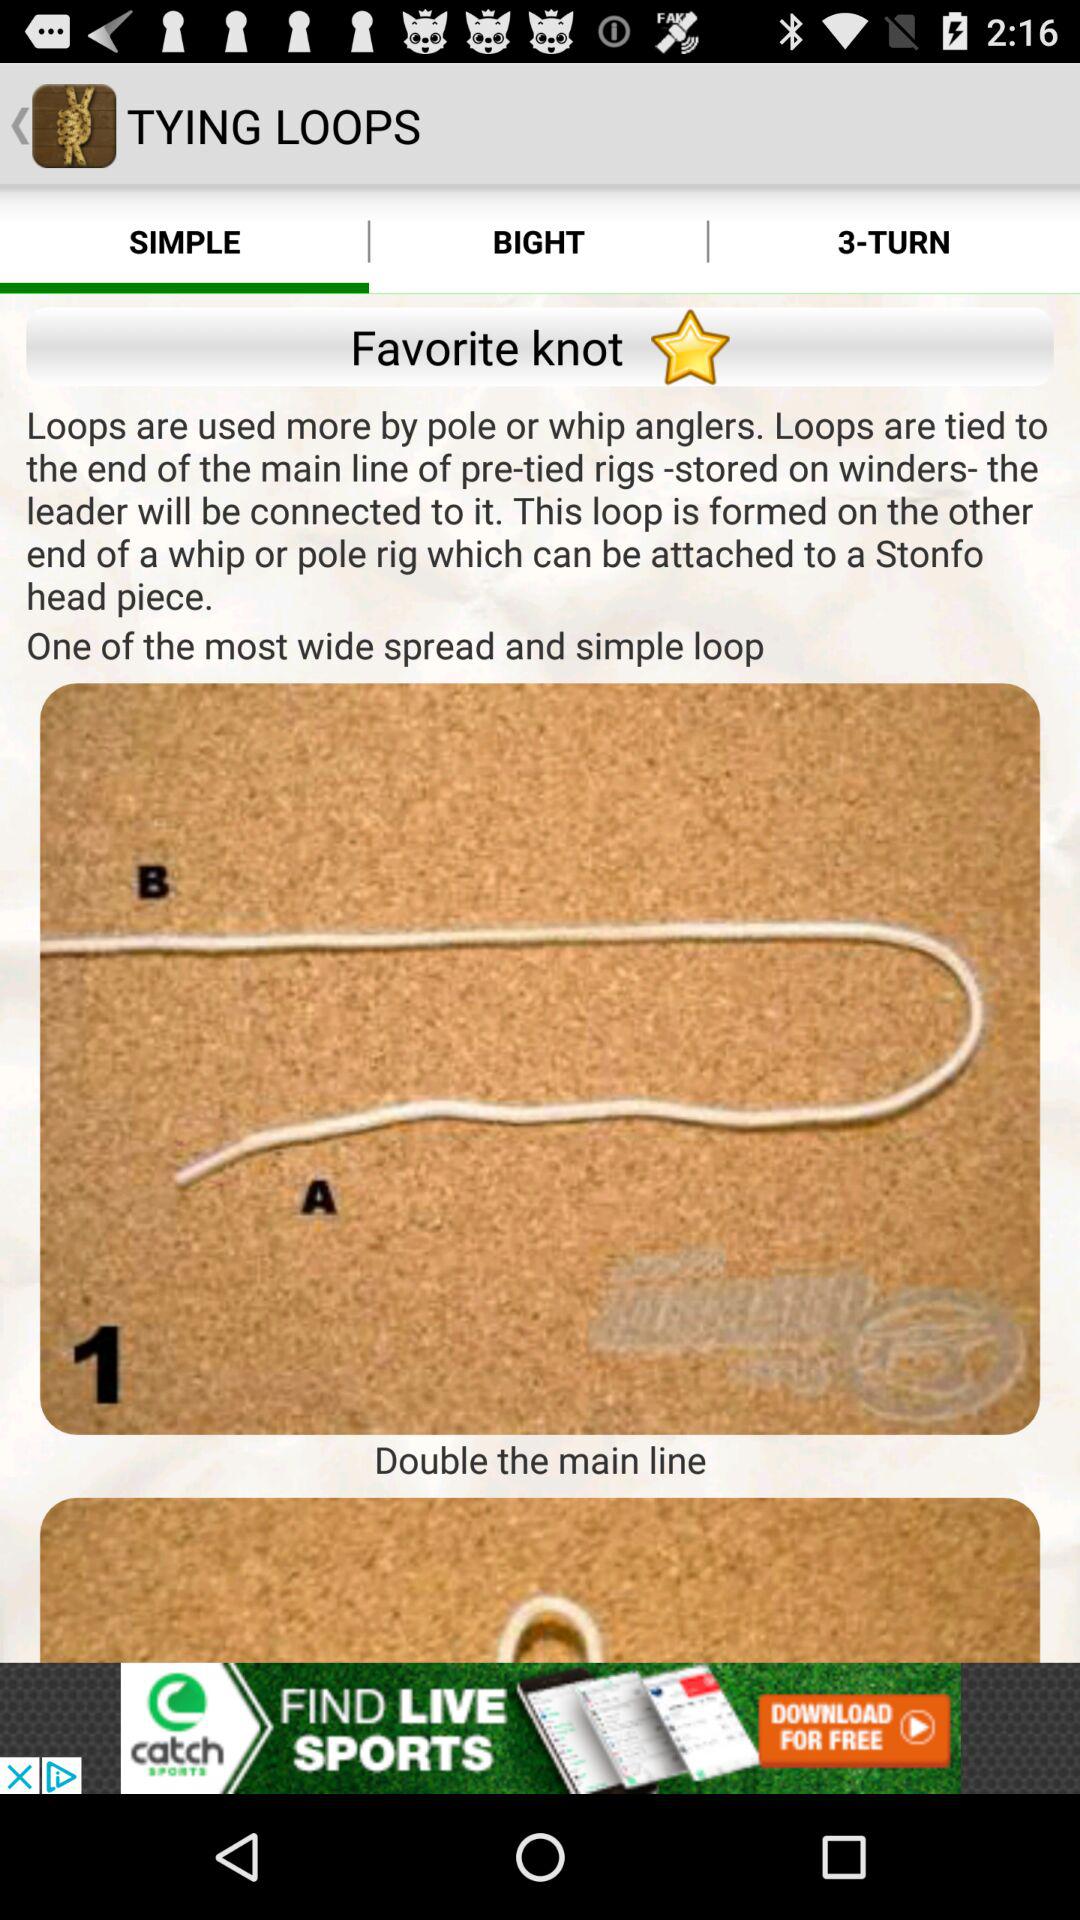 FAKE
2:16
TYING LOOPS
SIMPLE
BIGHT
3-TURN
Favorite knot
Loops are used more by pole or whip anglers. Loops are tied to
the end of the main line of pre-tied rigs -stored on winders- the
leader will be connected to it. This loop is formed on the other
end of a whip or pole rig which can be attached to a Stonfo
head piece.
One of the most wide spread and simple loop
B
A
1
Double the main line
catch
SPORTS
FIND LIVE
SPORTS
DOWNLOAD
FOR FREE